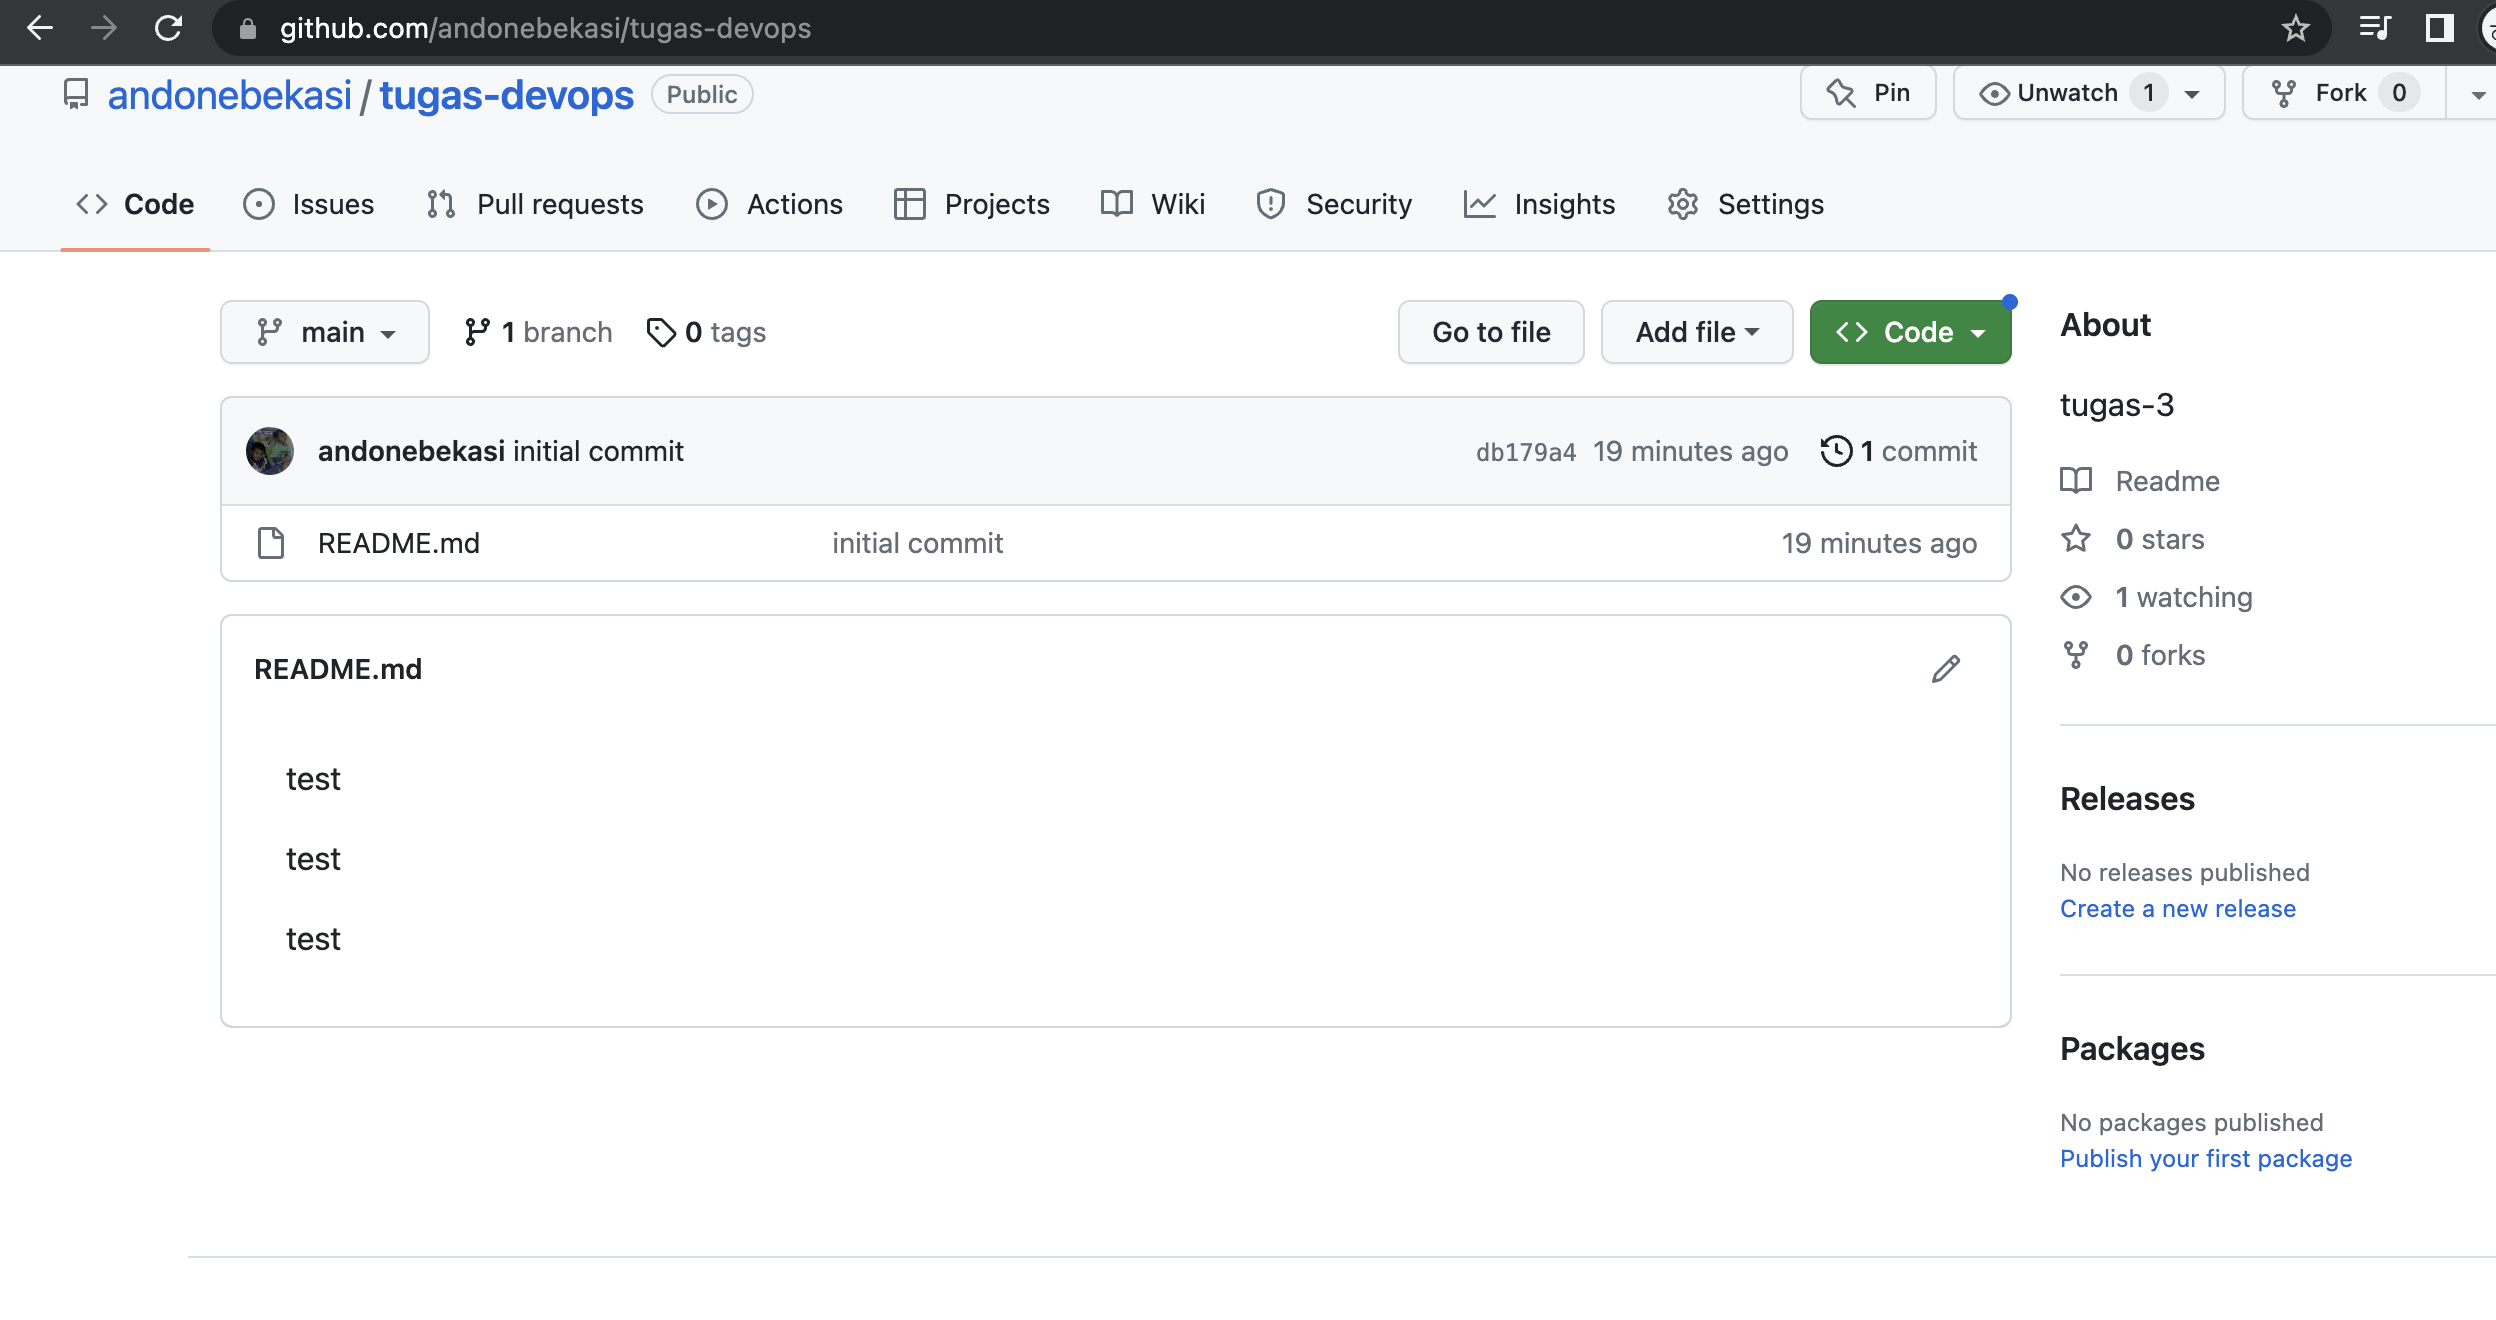 github.com/andonebekasi/tugas-devops
andonebekasi / tugas-devops Public
Pin Unwatch 1 Fork 0
Code Issues Pull requests Actions Projects Wiki Security Insights Settings
main 1 branch 0 tags Go to file Add file Code
andonebekasi initial commit db179a4 19 minutes ago 1 commit
README.md initial commit 19 minutes ago
README.md
test
test
test
About
tugas-3
Readme
0 stars
1 watching
0 forks
Releases
No releases published
Create a new release
Packages
No packages published
Publish your first package